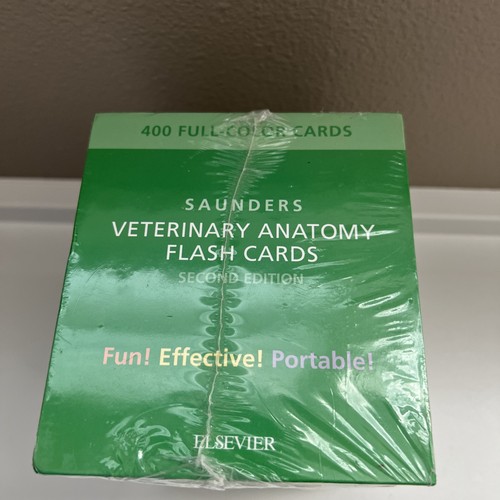 400 FULL-COLOR CARDS
SAUNDERS
VETERINARY ANATOMY
FLASH CARDS
SECOND EDITION
Fun! Effective! Portable!
ELSEVIER